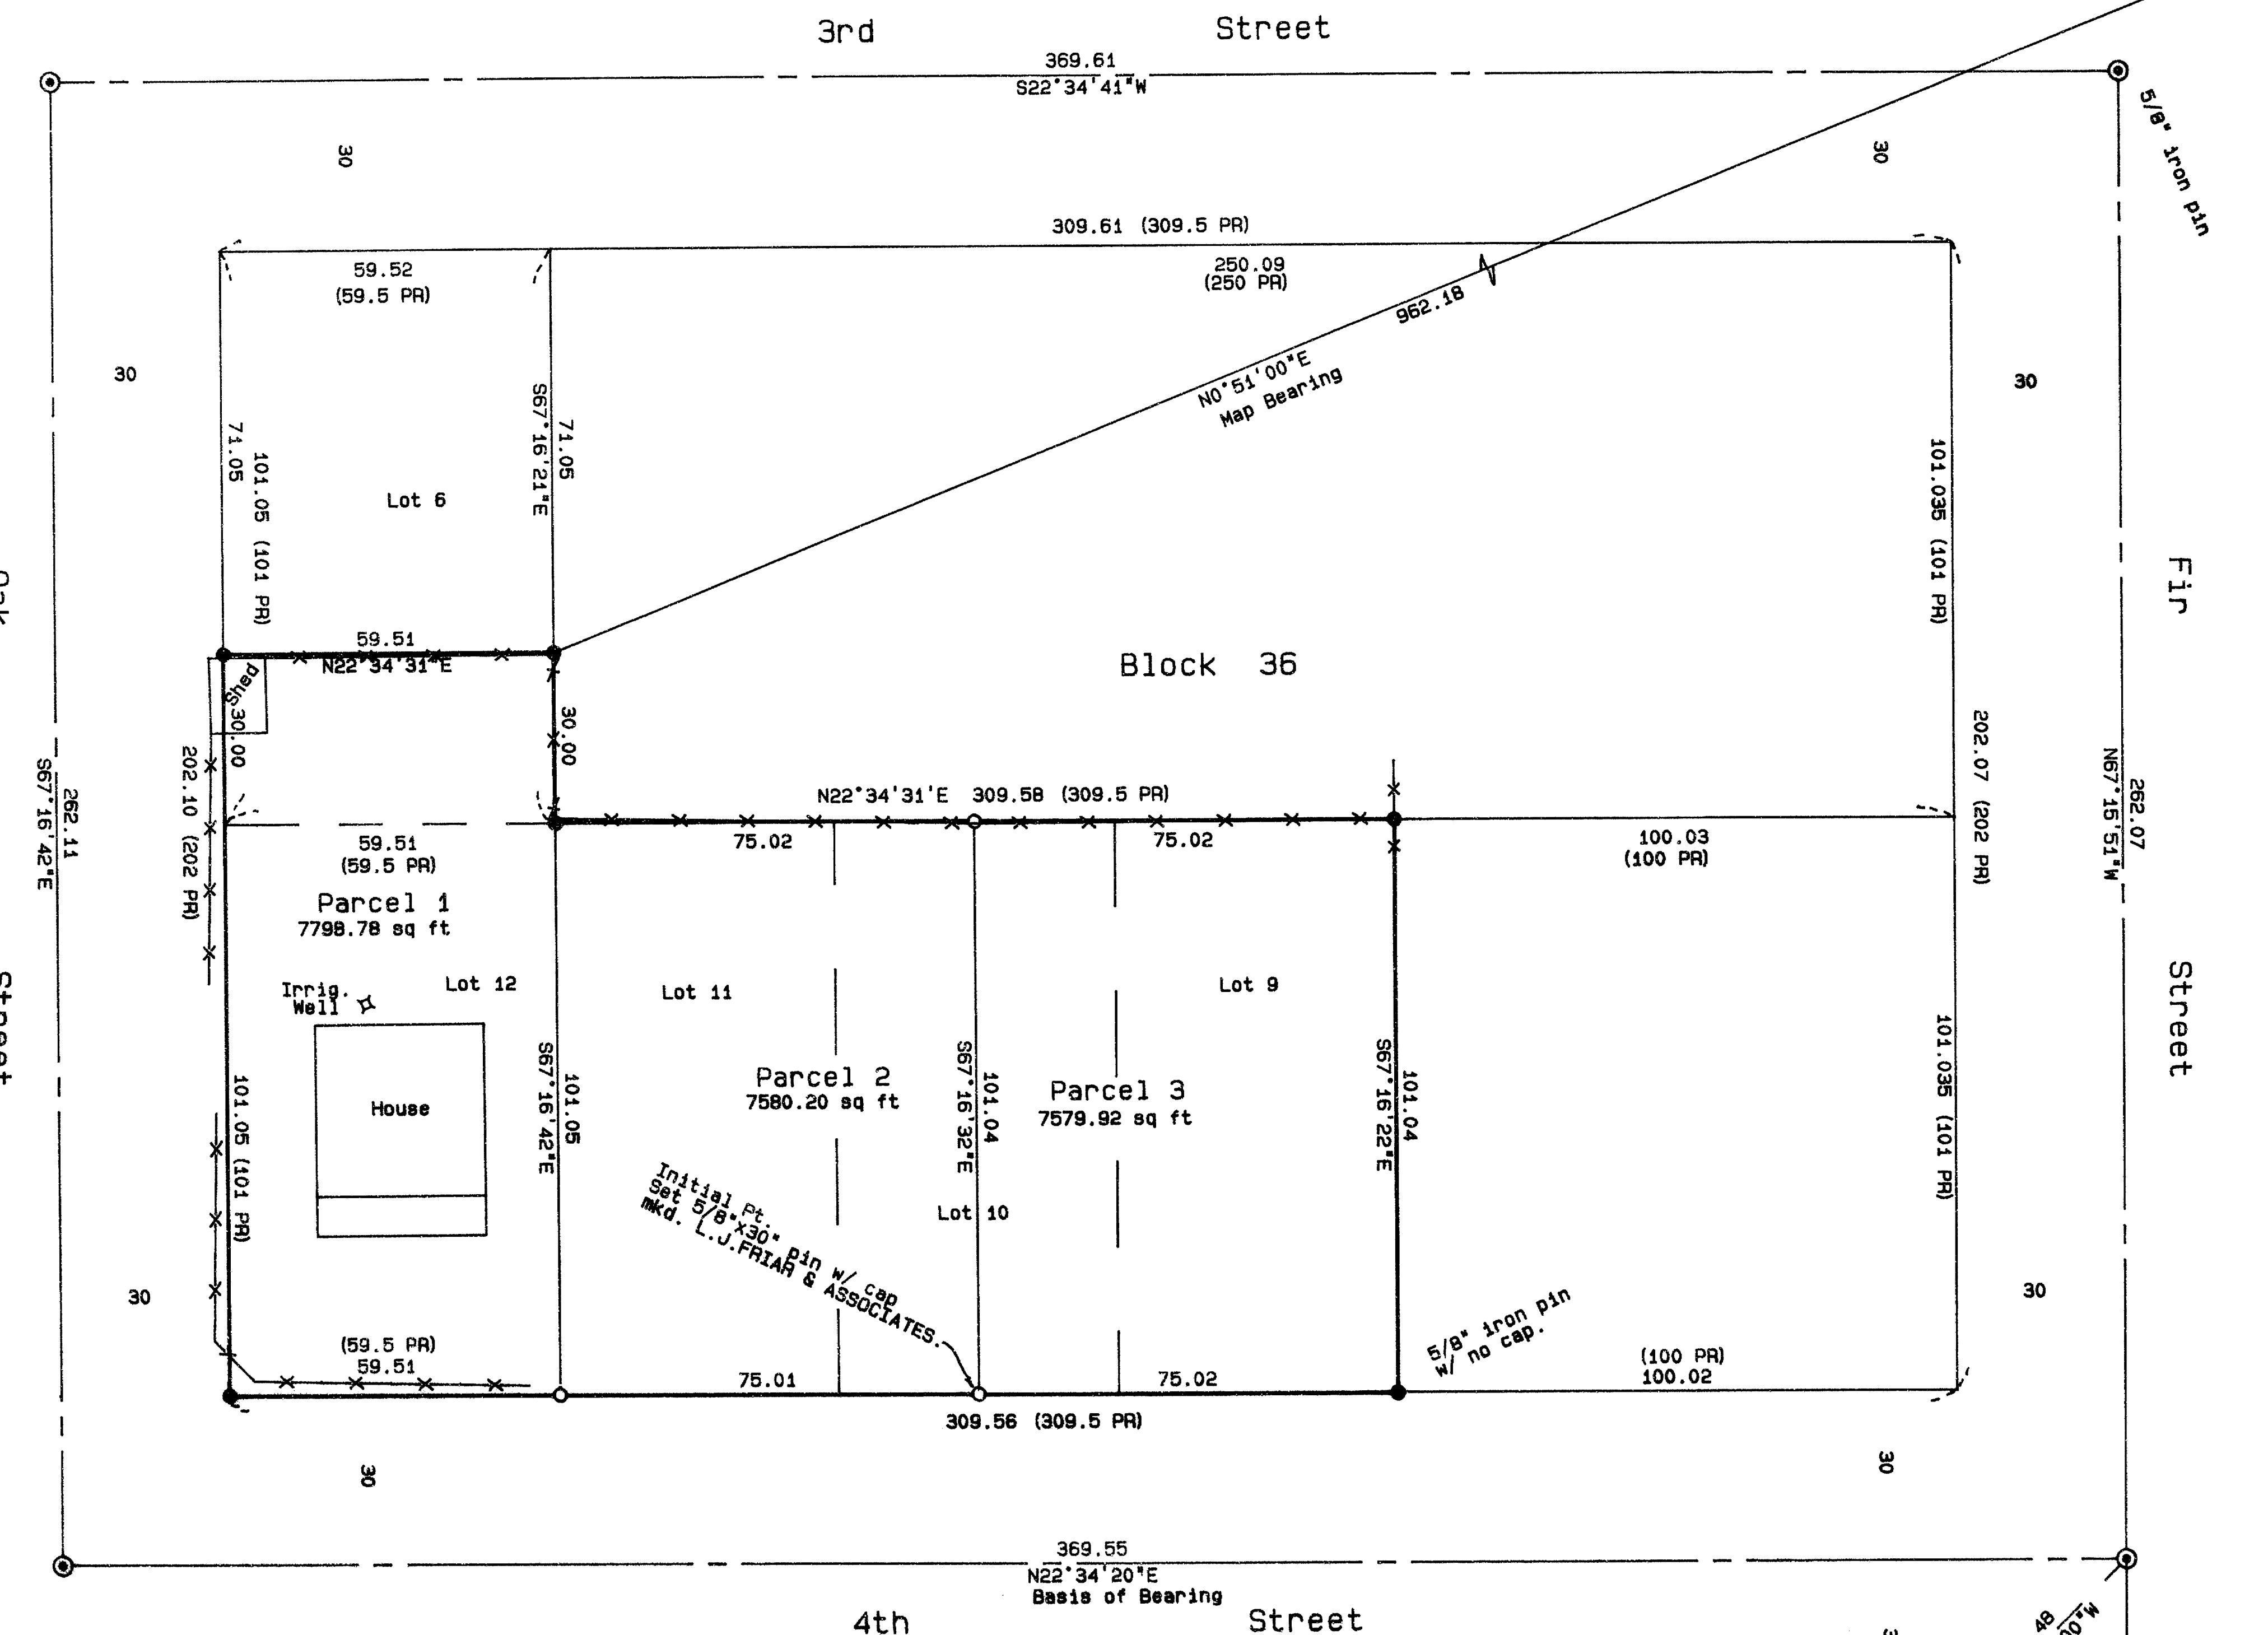 3rd Street
369.61
S22°34'41"W
5/8" iron pin
30
30
309.61 (309.5 PR)
59.52
(59.5 PR)
250.09
(250 PR)
962.18
N0°51'00"E
Map Bearing
30
30
71.05
101.05 (101 PR)
S67°16'21"E
71.05
101.035 (101 PR)
Lot 6
Fir
Street
59.51
N22°34'31"E
Block 36
Shed
30.00
30.00
202.10 (202 PR)
262.11
S67°16'42"E
202.07 (202 PR)
262.07
N67°15'51"W
N22°34'31'E 309.58 (309.5 PR)
59.51
(59.5 PR)
75.02
75.02
100.03
(100 PR)
Parcel 1
7798.78 sq ft
Irrig.
Well
Lot 12
Lot 11
Lot 9
Street
House
101.05 (101 PR)
101.05
S67°16'42"E
Parcel 2
7580.20 sq ft
101.04
S67°16'32"E
Parcel 3
7579.92 sq ft
101.04
S67°16'22"E
101.035 (101 PR)
Lot 10
Initial Pt.
Set 5/8"X30" pin w/ cap
mkd. L.J.FRIAR & ASSOCIATES.
30
30
5/8" iron pin
w/ no cap.
(59.5 PR)
59.51
75.01
75.02
(100 PR)
100.02
309.56 (309.5 PR)
30
30
369.55
N22°34'20"E
Basis of Bearing
4th Street
48
00"W